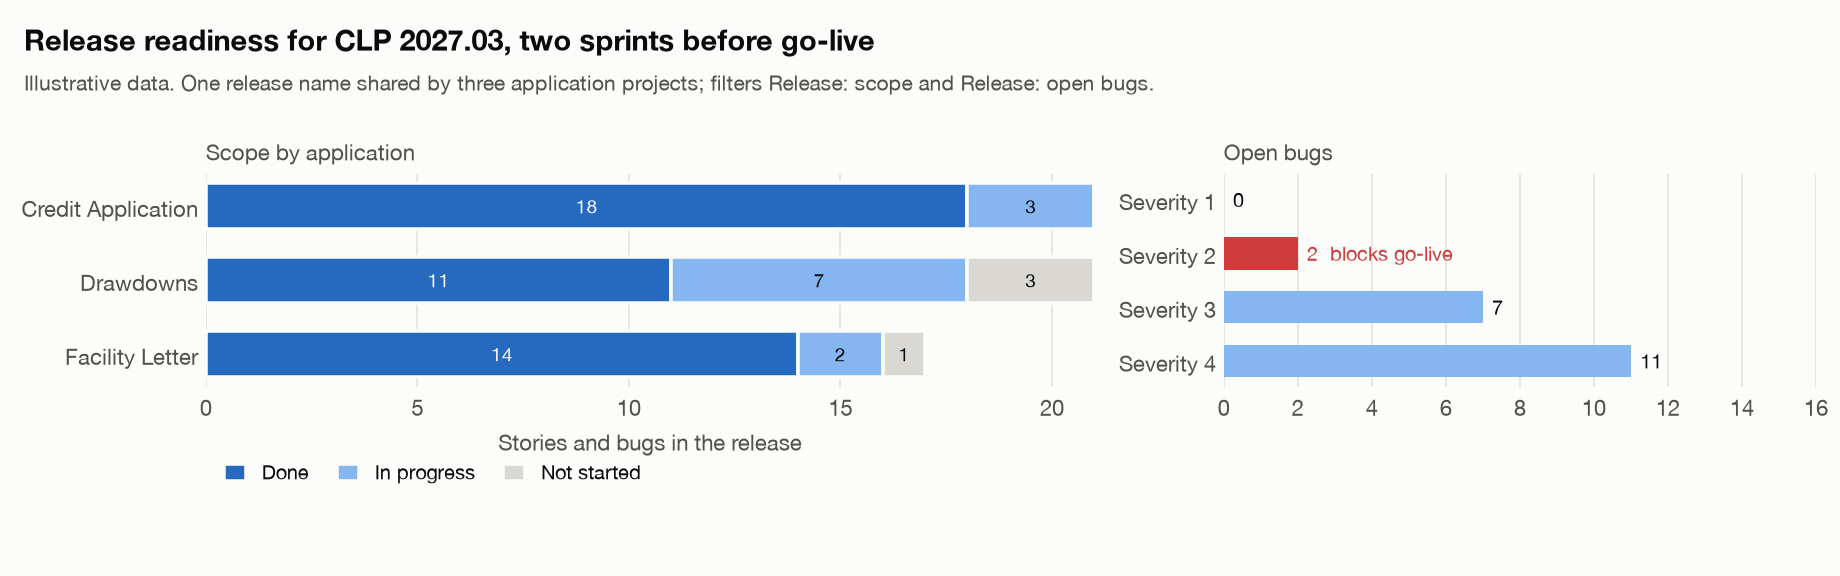 Release readiness for CLP 2027.03, two sprints before go-live
Illustrative data. One release name shared by three application projects; filters Release: scope and Release: open bugs.
Scope by application
Credit Application
18
3
Drawdowns
11
7
3
Facility Letter
14
2
1
0
5
10
15
20
Stories and bugs in the release
Done
In progress
Not started
Open bugs
Severity 1
0
Severity 2
2 blocks go-live
Severity 3
7
Severity 4
11
0
2
4
6
8
10
12
14
16